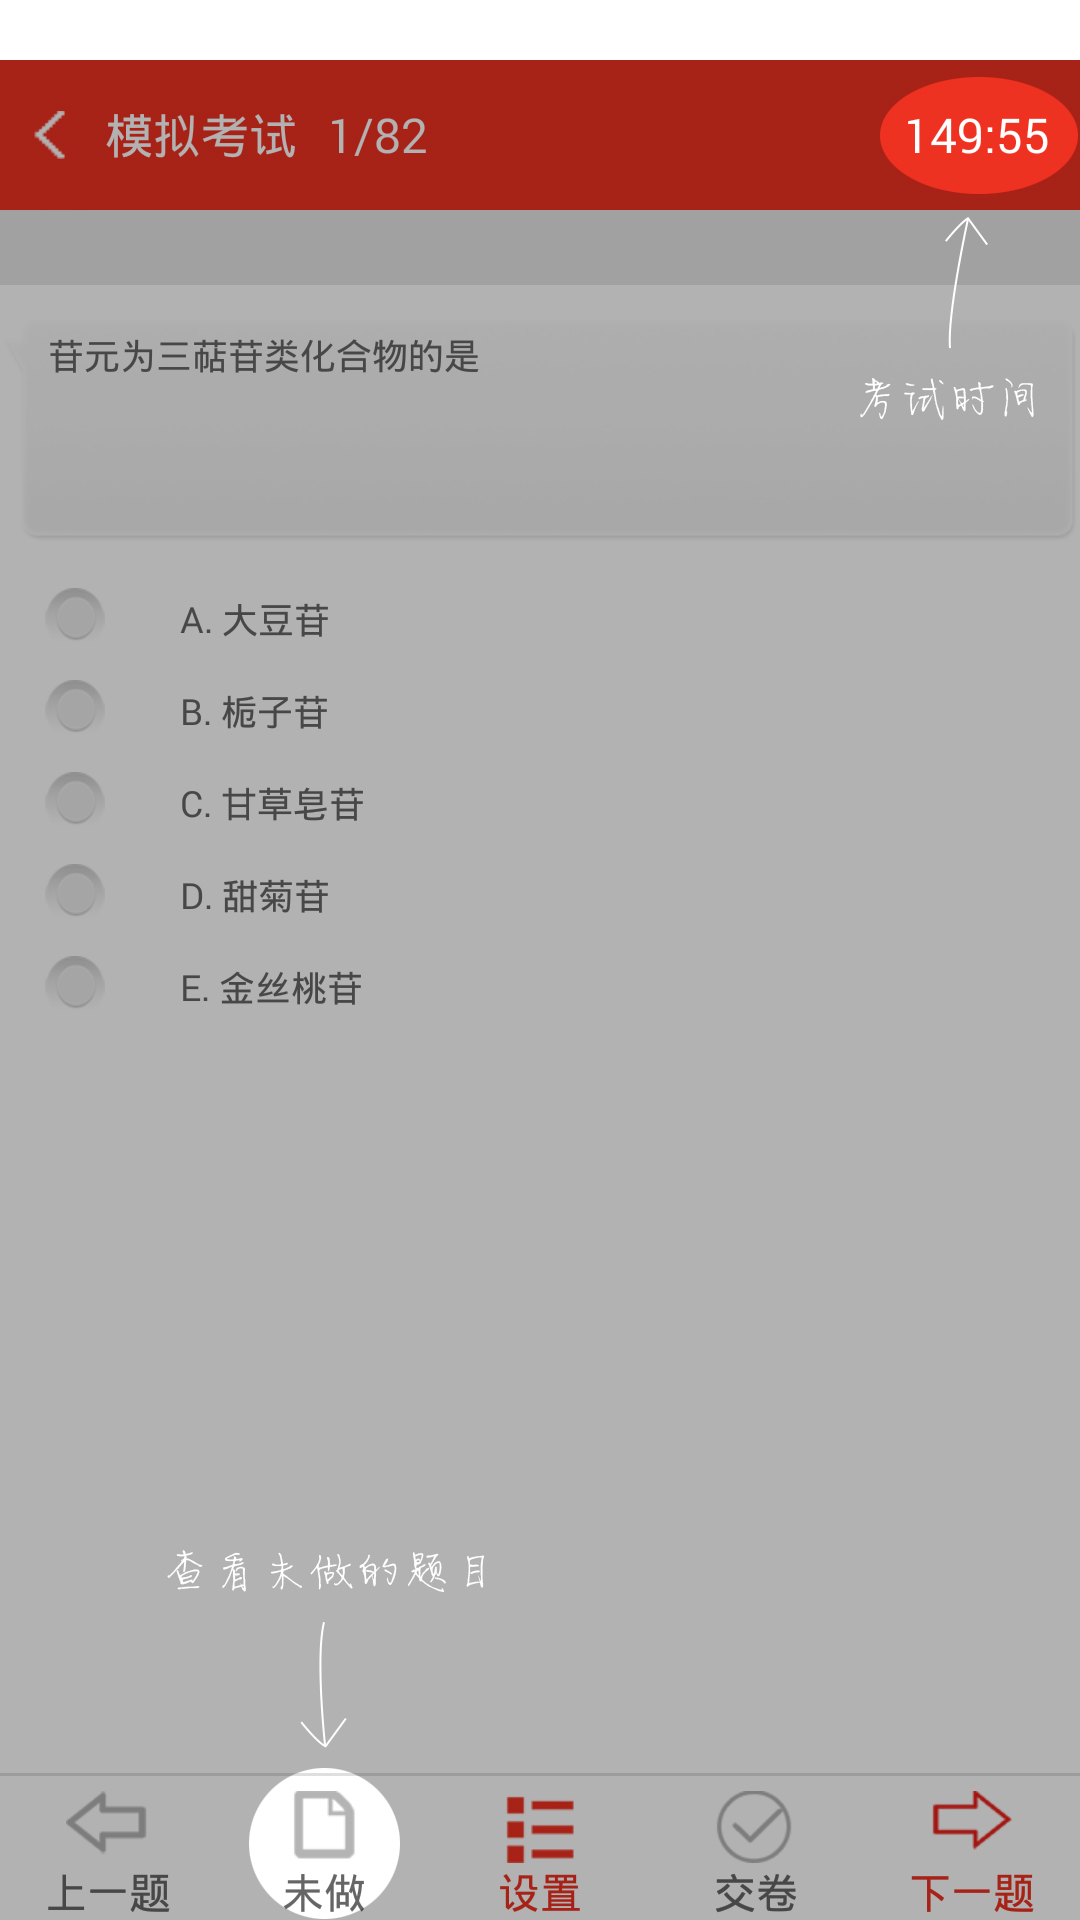 模拟考试 1/82
149:55
苷元为三萜苷类化合物的是
考试时间
A. 大豆苷
B. 栀子苷
C. 甘草皂苷
D. 甜菊苷
E. 金丝桃苷
查看未做的题目
上一题 未做 设置 交卷 下一题